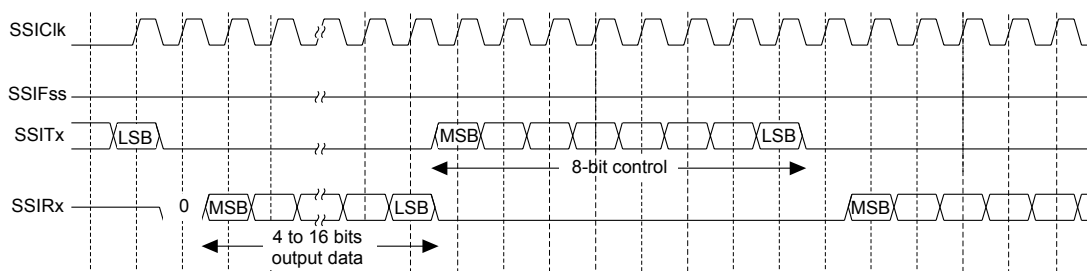 SSIClk
SSIFss
SSITx
LSB
MSB
LSB
8-bit control
SSIRx
0
MSB
LSB
MSB
4 to 16 bits
output data